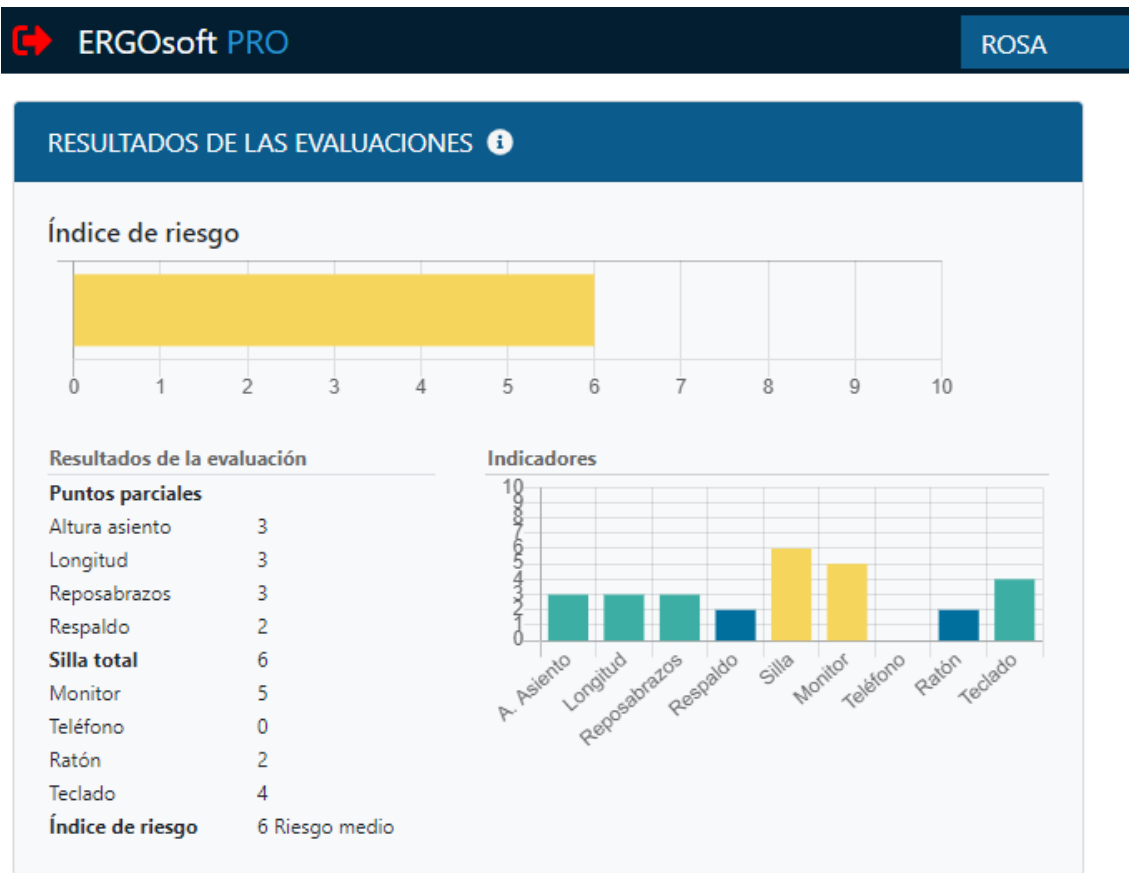 ERGOsoft PRO
ROSA
RESULTADOS DE LAS EVALUACIONES
Índice de riesgo
0 1 2 3 4 5 6 7 8 9 10
Resultados de la evaluación
Puntos parciales
Altura asiento 3
Longitud 3
Reposabrazos 3
Respaldo 2
Silla total 6
Monitor 5
Teléfono 0
Ratón 2
Teclado 4
Índice de riesgo 6 Riesgo medio
Indicadores
10
9
8
7
6
5
4
3
2
1
0
A. Asiento Longitud Reposabrazos Respaldo Silla Monitor Teléfono Ratón Teclado